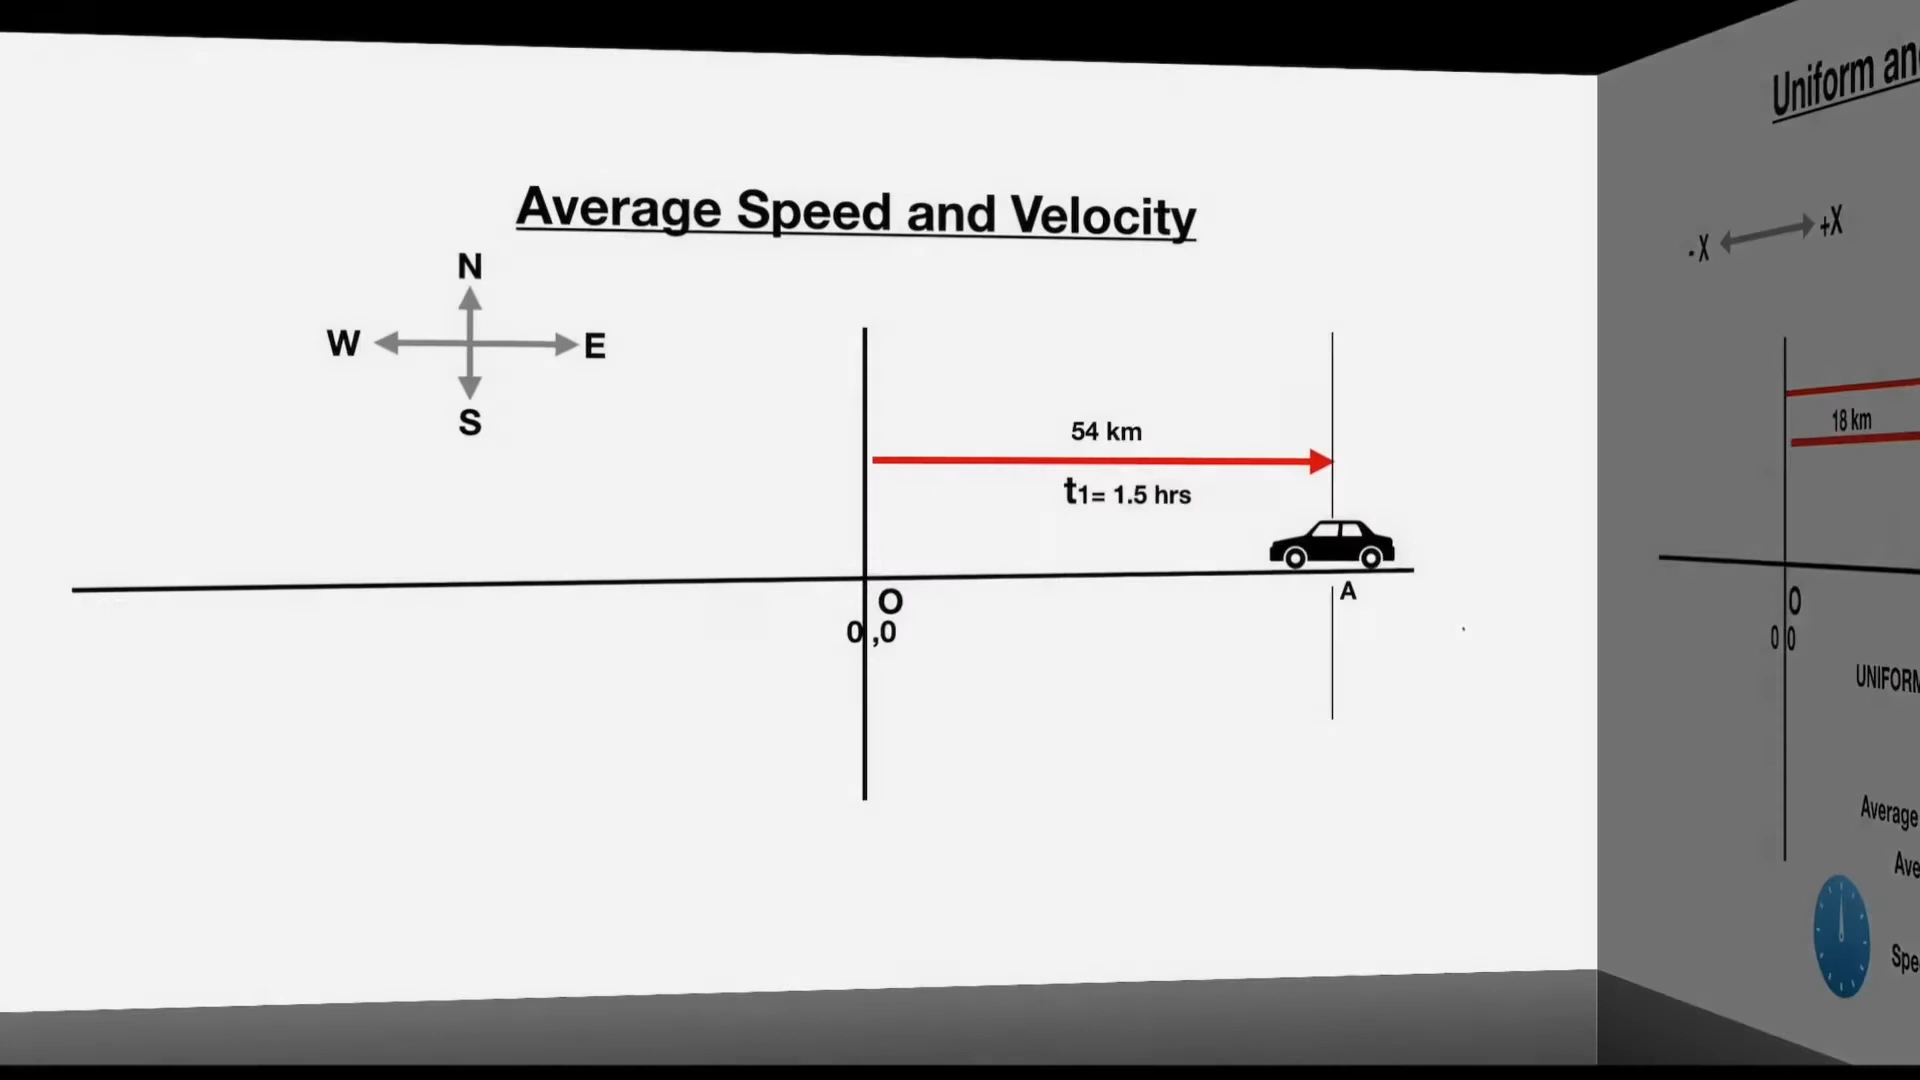 Average Speed and Velocity
N
W E
S
54 km
t1= 1.5 hrs
A
O
0 ,0
Uniform an
- X +X
18 km
O
0 0
UNIFORM
Average
Ave
Spe